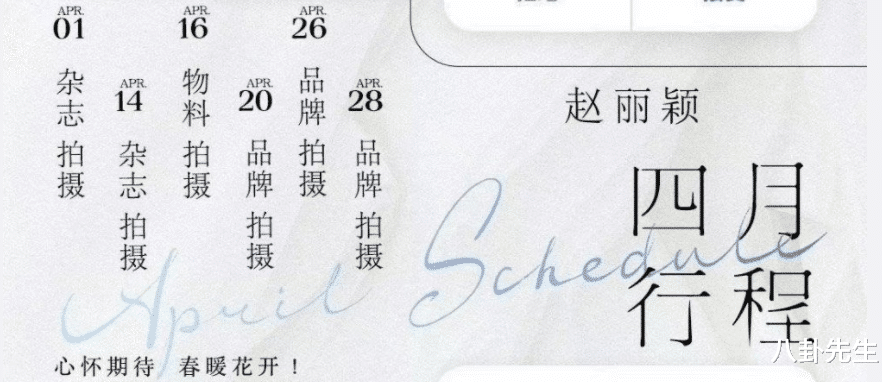 APR.
01
杂志拍摄
APR.
14
杂志拍摄
APR.
16
物料拍摄
APR.
20
品牌拍摄
APR.
26
品牌拍摄
APR.
28
品牌拍摄
赵丽颖
四月
行程
April Schedule
心怀期待 春暖花开！
八卦先生